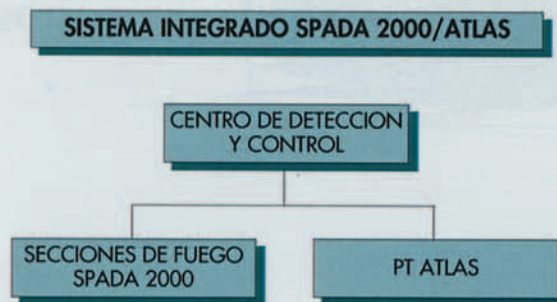 SISTEMA INTEGRADO SPADA 2000/ATLAS
CENTRO DE DETECCION
Y CONTROL
SECCIONES DE FUEGO
SPADA 2000
PT ATLAS